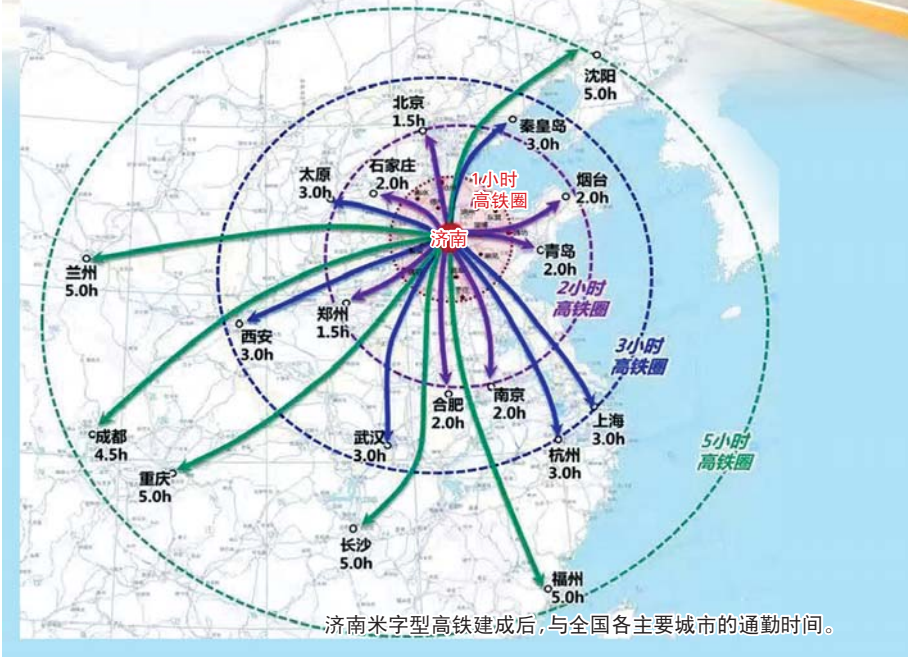 沈阳
5.0h
北京
1.5h
秦皇岛
3.0h
石家庄
2.0h
太原
3.0h
1小时
高铁圈
烟台
2.0h
济南
青岛
2.0h
兰州
5.0h
2小时
高铁圈
郑州
1.5h
西安
3.0h
3小时
高铁圈
合肥
2.0h
南京
2.0h
上海
3.0h
武汉
3.0h
杭州
3.0h
成都
4.5h
5小时
高铁圈
重庆
5.0h
长沙
5.0h
福州
5.0h
济南米字型高铁建成后,与全国各主要城市的通勤时间。